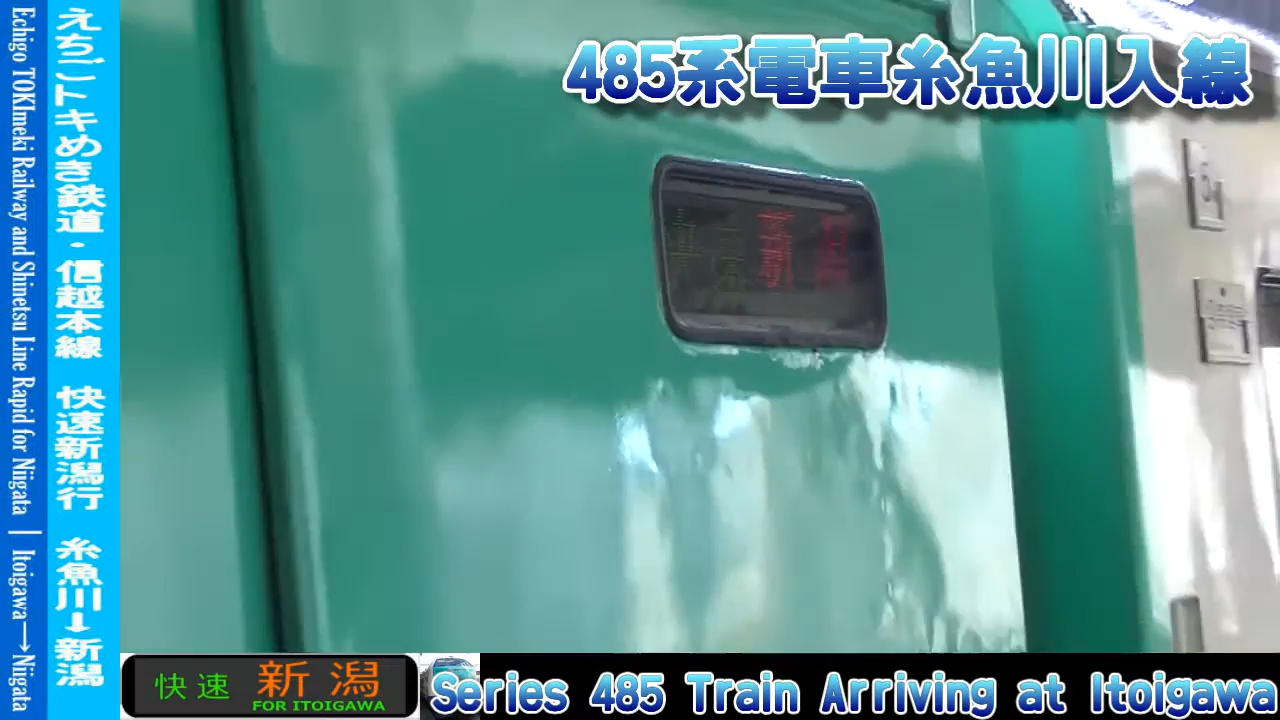 えちごトキめき鉄道・信越本線 快速新潟行 糸魚川→新潟
Echigo TOKImeki Railway and Shinetsu Line Rapid for Niigata | Itoigawa→Niigata
485系電車糸魚川入線
快速 新潟
FOR ITOIGAWA
Series 485 Train Arriving at Itoigawa